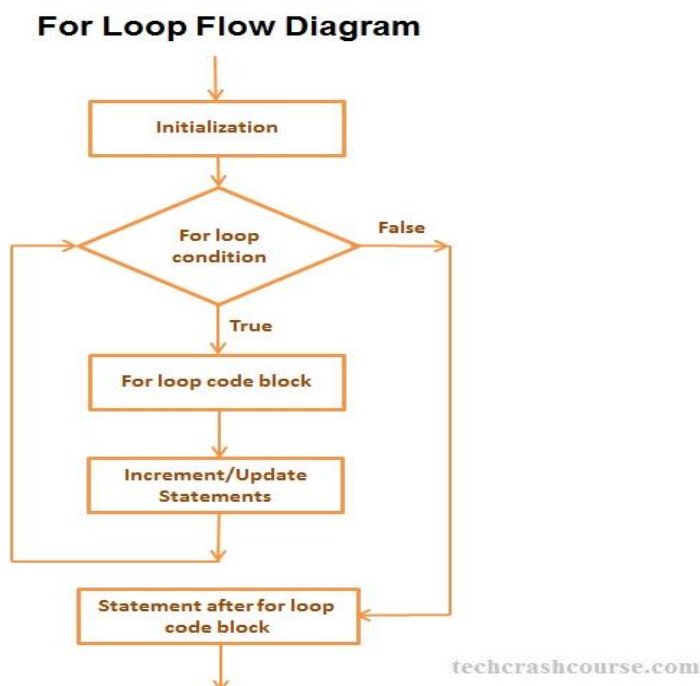 For Loop Flow Diagram
Initialization
For loop
condition
False
True
For loop code block
Increment/Update
Statements
Statement after for loop
code block
techcrashcourse.com